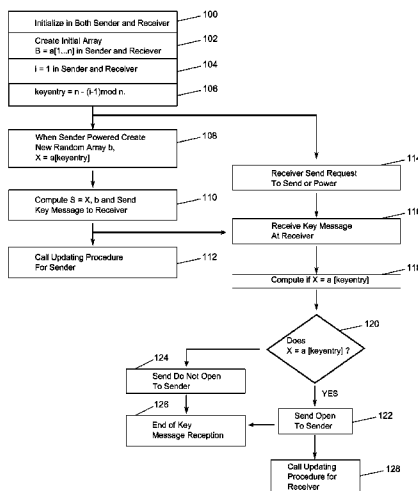 Initialize in Both Sender and Receiver
100
Create Initial Array
B = a[1...n] in Sender and Reciever
102
i = 1 in Sender and Receiver
104
keyentry = n - (i-1)mod n.
106
When Sender Powered Create
New Random Array b,
X = a[keyentry]
108
Receiver Send Request
To Send or Power
114
Compute S = X, b and Send
Key Message to Receiver
110
Receive Key Message
At Receiver
116
Call Updating Procedure
For Sender
112
Compute if X = a [keyentry]
118
Does
X = a [keyentry] ?
120
124
Send Do Not Open
To Sender
YES
126
End of Key
Message Reception
Send Open
To Sender
122
Call Updating
Procedure for
Receiver
128